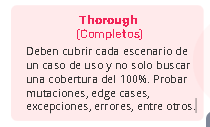 Thorough
(Completos)
Deben cubrir cada escenario de
un caso de uso y no solo buscar
una cobertura del 100%. Probar
mutaciones, edge cases,
excepciones, errores, entre otros.